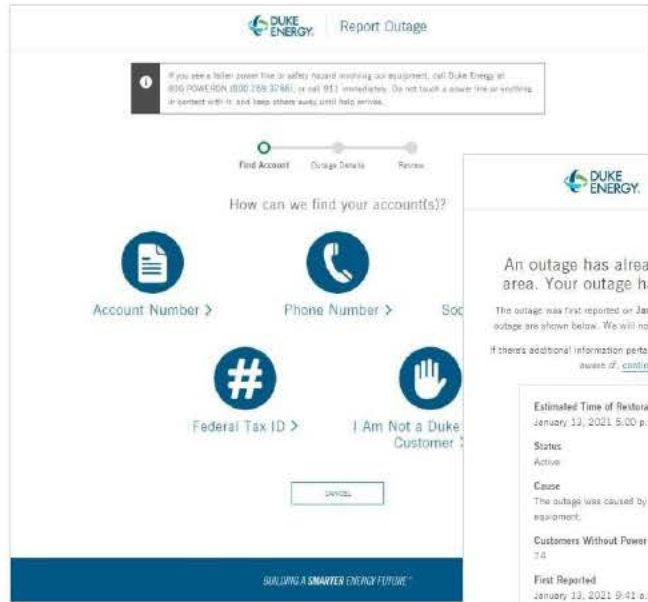 DUKE
ENERGY.
Report Outage
If you see a fallen power line or safety hazard involving our equipment, call Duke Energy at
800.POWERON (800.769.3766), or call 911 immediately. Do not touch a power line or anything
in contact with it, and keep others away until help arrives.
Find Account
Outage Details
Review
How can we find your account(s)?
Account Number >
Phone Number >
Soc
#
Federal Tax ID >
I Am Not a Duke
Customer >
CANCEL
BUILDING A SMARTER ENERGY FUTURE
DUKE
ENERGY.
An outage has alrea
area. Your outage ha
The outage was first reported on Jan
outage are shown below. We will no
If there's additional information perta
aware of, contin
Estimated Time of Restora
January 13, 2021 5:00 p.
Status
Active
Cause
The outage was caused by
equipment.
Customers Without Power
74
First Reported
January 13, 2021 9:41 a.